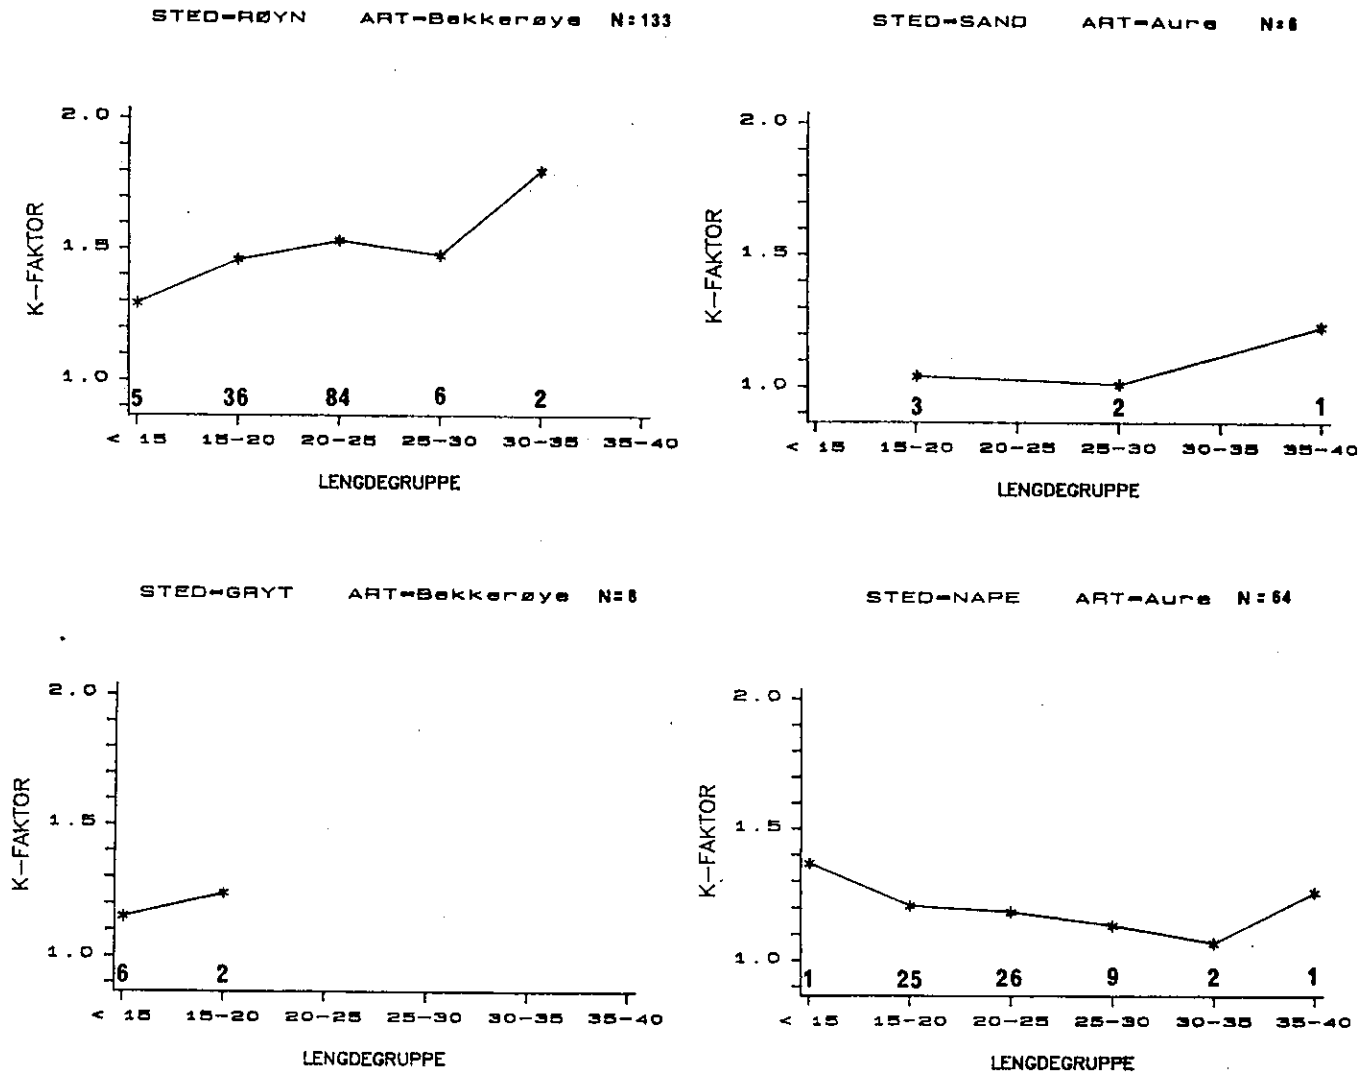 STED=RØYN ART=Bekkerøye N=133
2.0
1.5
1.0
K-FAKTOR
5 36 84 6 2
< 15 15-20 20-25 25-30 30-35 35-40
LENGDEGRUPPE
STED=SAND ART=Aure N=6
2.0
1.5
1.0
K-FAKTOR
3 2 1
< 15 15-20 20-25 25-30 30-35 35-40
LENGDEGRUPPE
STED=GRYT ART=Bekkerøye N=8
2.0
1.5
1.0
K-FAKTOR
6 2
< 15 15-20 20-25 25-30 30-35 35-40
LENGDEGRUPPE
STED=NAPE ART=Aure N=64
2.0
1.5
1.0
K-FAKTOR
1 25 26 9 2 1
< 15 15-20 20-25 25-30 30-35 35-40
LENGDEGRUPPE